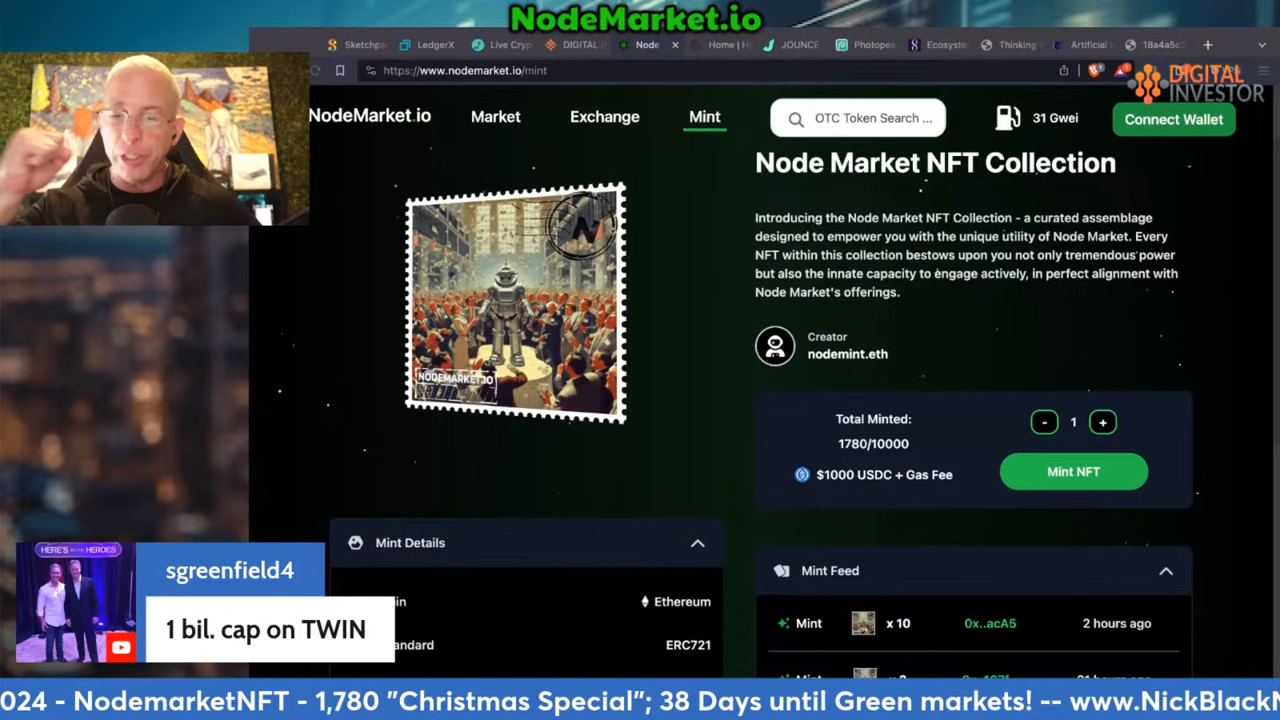 NodeMarket.io
Sketchpa
LedgerX
Live Cryp
DIGITAL
Node
Home | H
JOUNCE
Photopea
Ecosyste
Thinking
Artificial
18a4a5c
https://www.nodemarket.io/mint
DIGITAL
INVESTOR
NodeMarket.io
Market
Exchange
Mint
OTC Token Search ...
31 Gwei
Connect Wallet
Node Market NFT Collection
Introducing the Node Market NFT Collection - a curated assemblage
designed to empower you with the unique utility of Node Market. Every
NFT within this collection bestows upon you not only tremendous power
but also the innate capacity to engage actively, in perfect alignment with
Node Market's offerings.
N
NODEMARKET.IO
Creator
nodemint.eth
Total Minted:
1780/10000
- 1 +
$1000 USDC + Gas Fee
Mint NFT
Mint Details
in
Ethereum
andard
ERC721
Mint Feed
Mint
x 10
0x..acA5
2 hours ago
HERE'S TO THE HEROES
sgreenfield4
1 bil. cap on TWIN
024 - NodemarketNFT - 1,780 "Christmas Special"; 38 Days until Green markets! -- www.NickBlackN